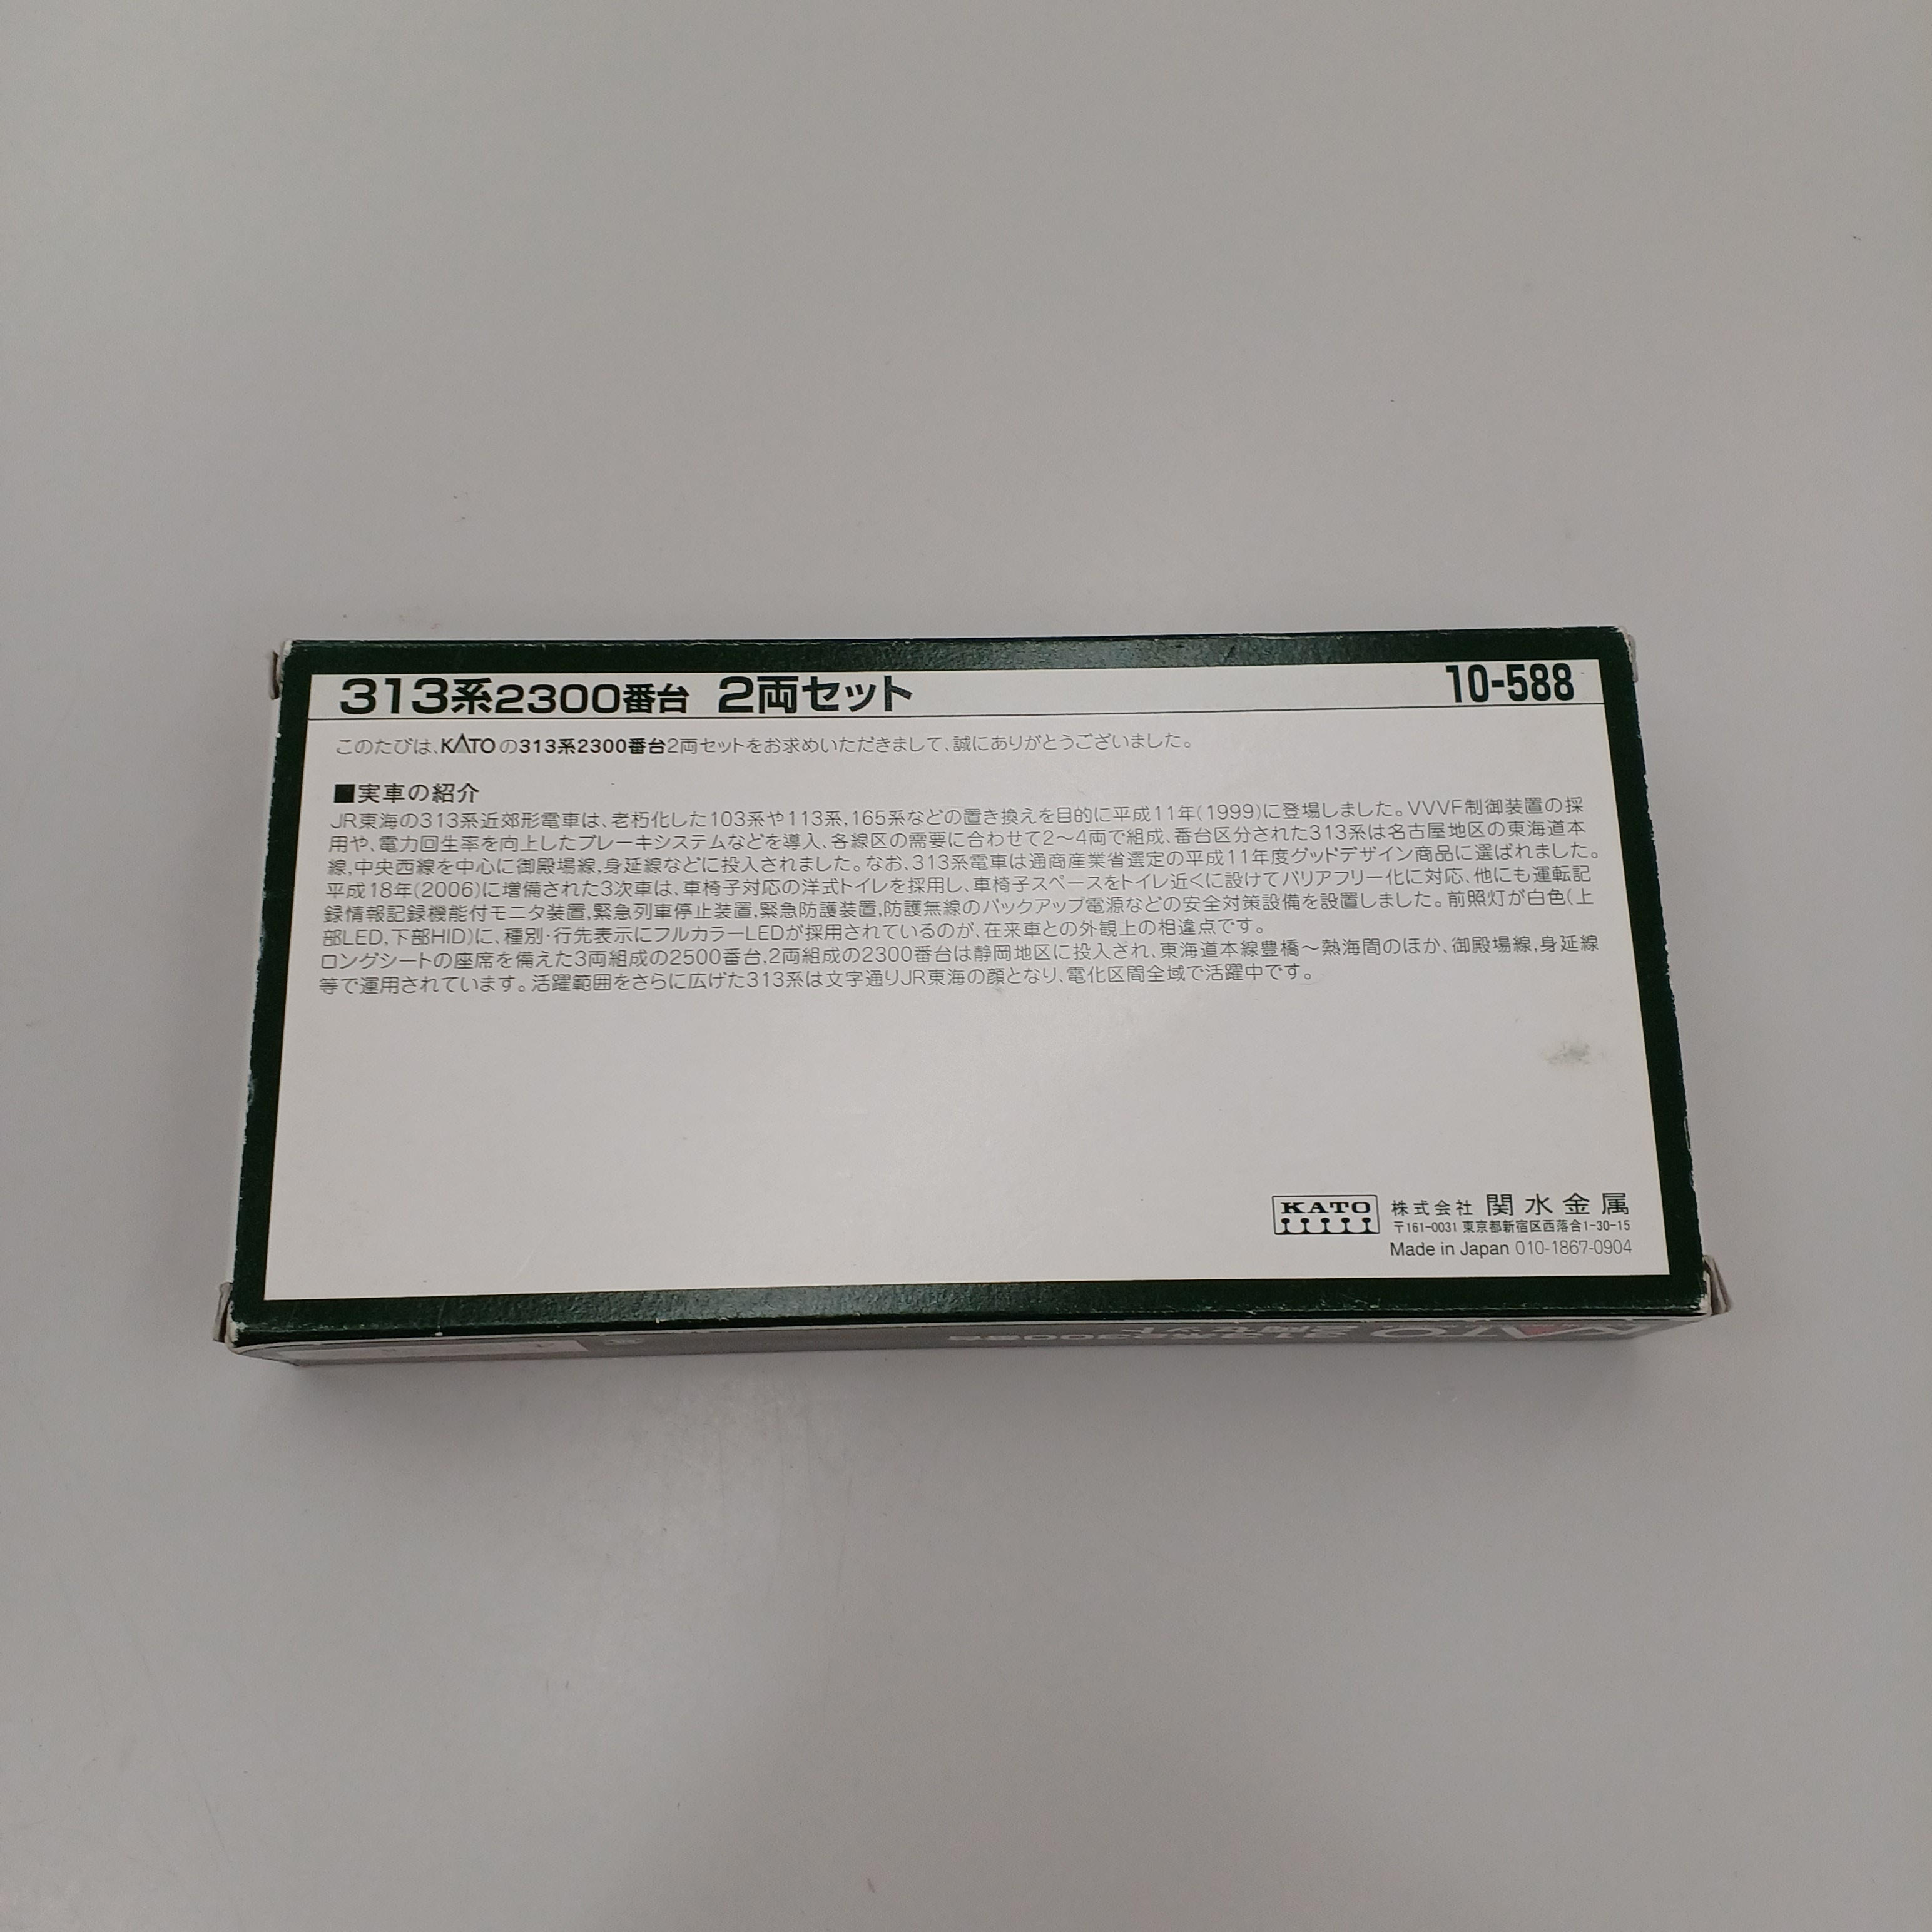 313系2300番台 2両セット 10-588
このたびは、KATOの313系2300番台2両セットをお求めいただきまして、誠にありがとうございました。
■実車の紹介
JR東海の313系近郊形電車は、老朽化した103系や113系,165系などの置き換えを目的に平成11年(1999)に登場しました。VVVF制御装置の採
用や、電力回生率を向上したブレーキシステムなどを導入、各線区の需要に合わせて2〜4両で組成、番台区分された313系は名古屋地区の東海道本
線,中央西線を中心に御殿場線,身延線などに投入されました。なお、313系電車は通商産業省選定の平成11年度グッドデザイン商品に選ばれました。
平成18年(2006)に増備された3次車は、車椅子対応の洋式トイレを採用し、車椅子スペースをトイレ近くに設けてバリアフリー化に対応、他にも運転記
録情報記録機能付モニタ装置,緊急列車停止装置,緊急防護装置,防護無線のバックアップ電源などの安全対策設備を設置しました。前照灯が白色(上
部LED,下部HID)に、種別・行先表示にフルカラーLEDが採用されているのが、在来車との外観上の相違点です。
ロングシートの座席を備えた3両組成の2500番台,2両組成の2300番台は静岡地区に投入され、東海道本線豊橋〜熱海間のほか、御殿場線,身延線
等で運用されています。活躍範囲をさらに広げた313系は文字通りJR東海の顔となり、電化区間全域で活躍中です。
KATO 株式会社 関水金属
〒161-0031 東京都新宿区西落合1-30-15
Made in Japan 010-1867-0904
KATO 313系2300番台
2両セット